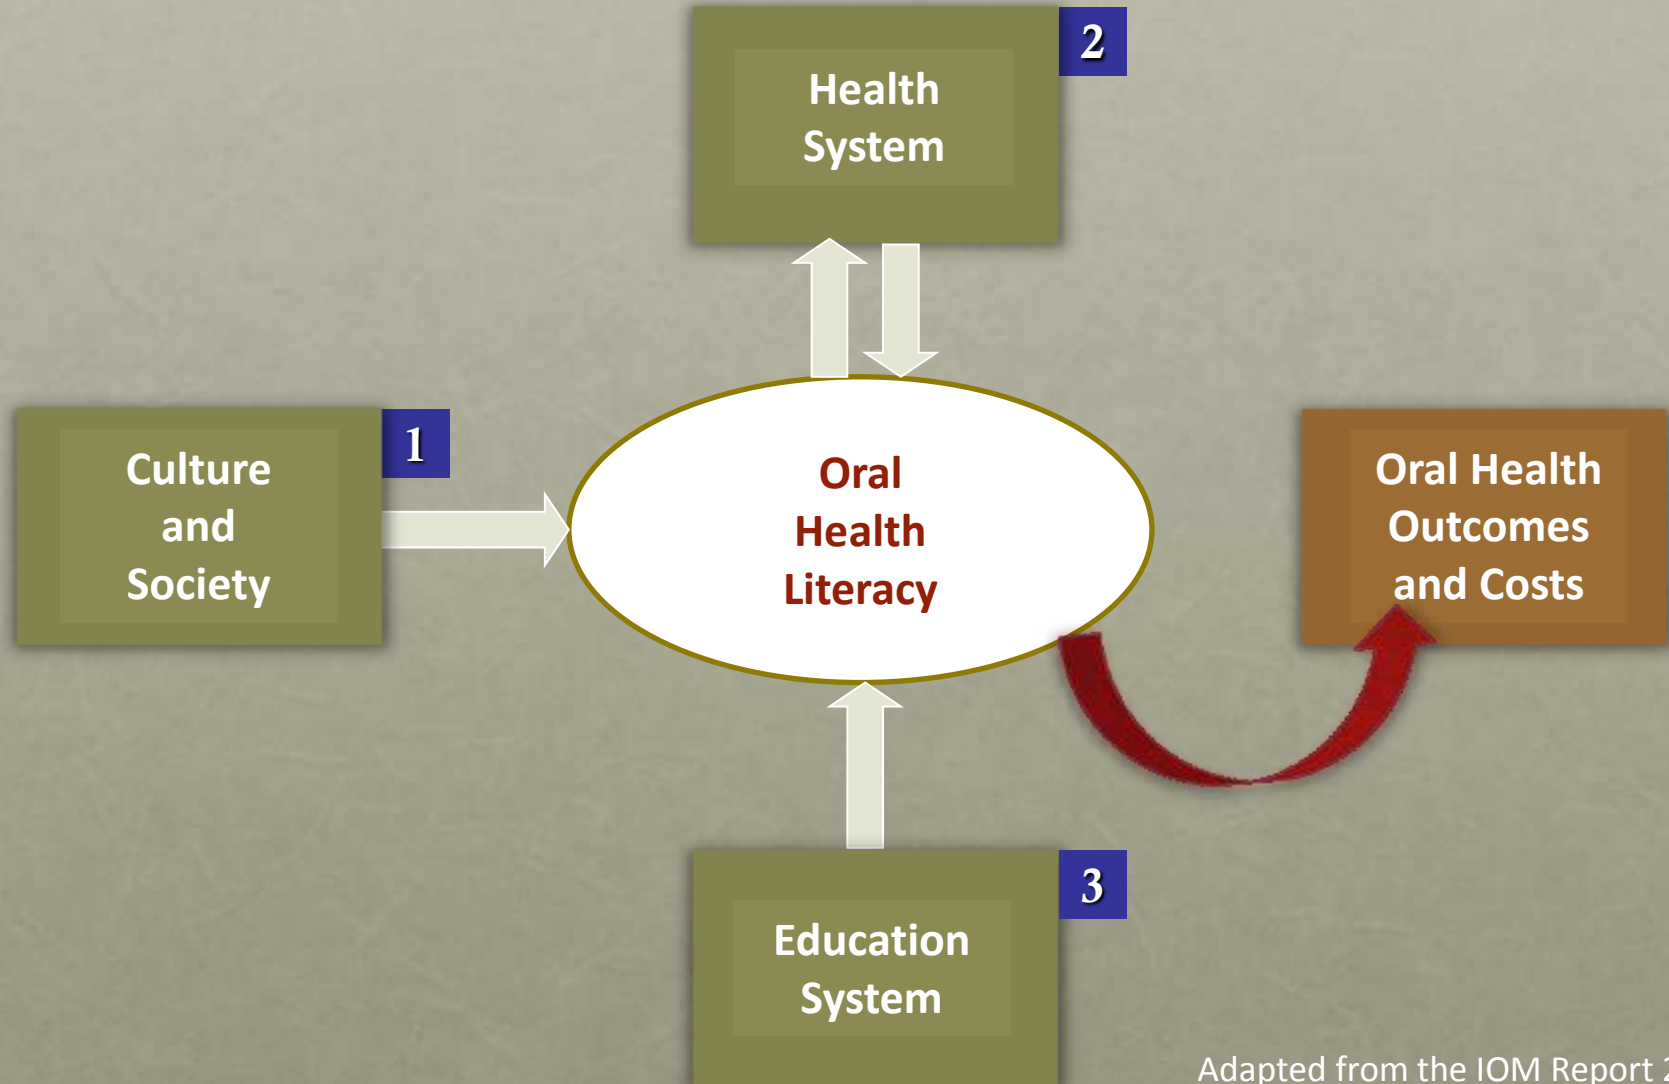 2
Health
System
1
Culture
and
Society
Oral
Health
Literacy
Oral Health
Outcomes
and Costs
3
Education
System
Adapted from the IOM Report 2